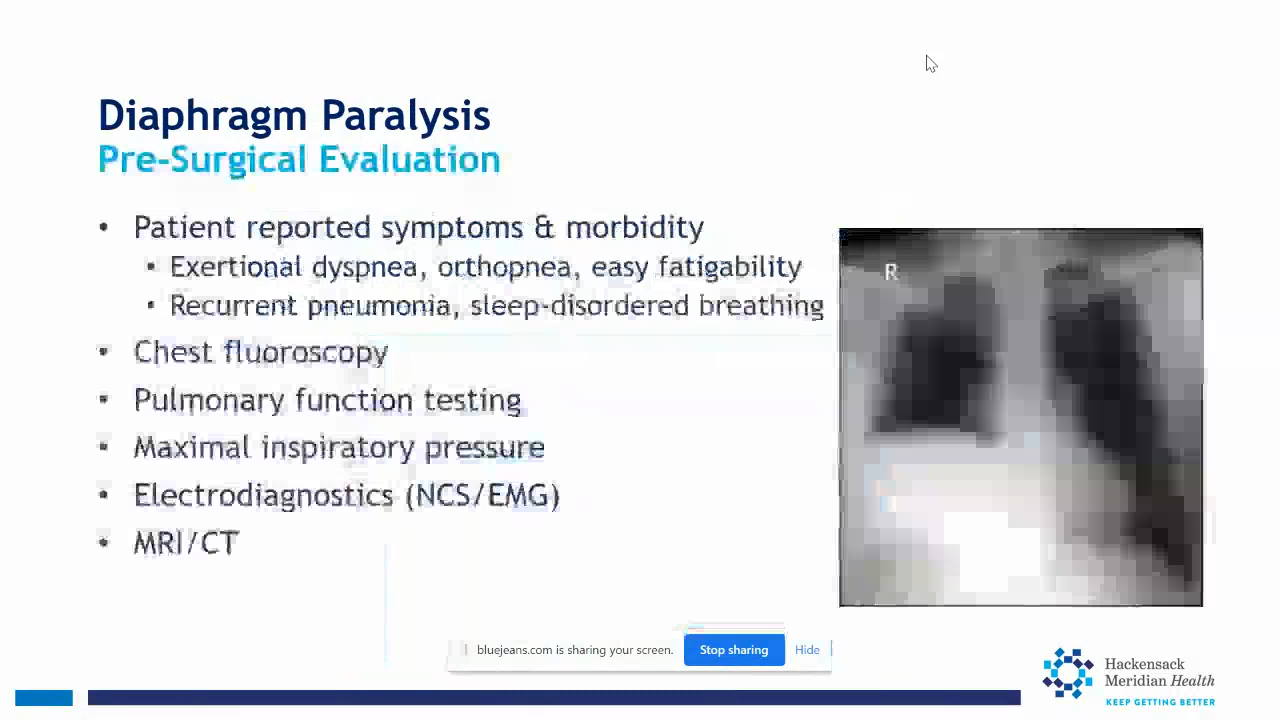 Diaphragm Paralysis
Pre-Surgical Evaluation
• Patient reported symptoms & morbidity
• Exertional dyspnea, orthopnea, easy fatigability
• Recurrent pneumonia, sleep-disordered breathing
• Chest fluoroscopy
• Pulmonary function testing
• Maximal inspiratory pressure
• Electrodiagnostics (NCS/EMG)
• MRI/CT
R
bluejeans.com is sharing your screen. Stop sharing Hide
Hackensack
Meridian Health
KEEP GETTING BETTER